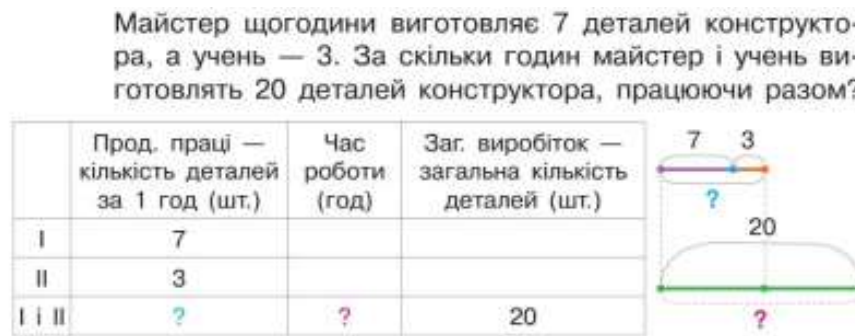 Майстер щогодини виготовляє 7 деталей конструкто-
ра, а учень — 3. За скільки годин майстер і учень ви-
готовлять 20 деталей конструктора, працюючи разом?
Прод. праці —
кількість деталей
за 1 год (шт.)
Час
роботи
(год)
Заг. виробіток —
загальна кількість
деталей (шт.)
I 7
II 3
I і II ? ? 20
7 3
?
20
?